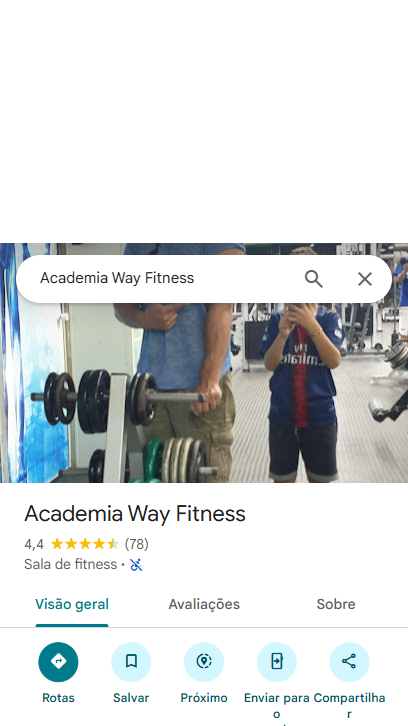 Academia Way Fitness
Academia Way Fitness
4,4 (78)
Sala de fitness •
Visão geral Avaliações Sobre
Rotas Salvar Próximo Enviar para Compartilha
o r